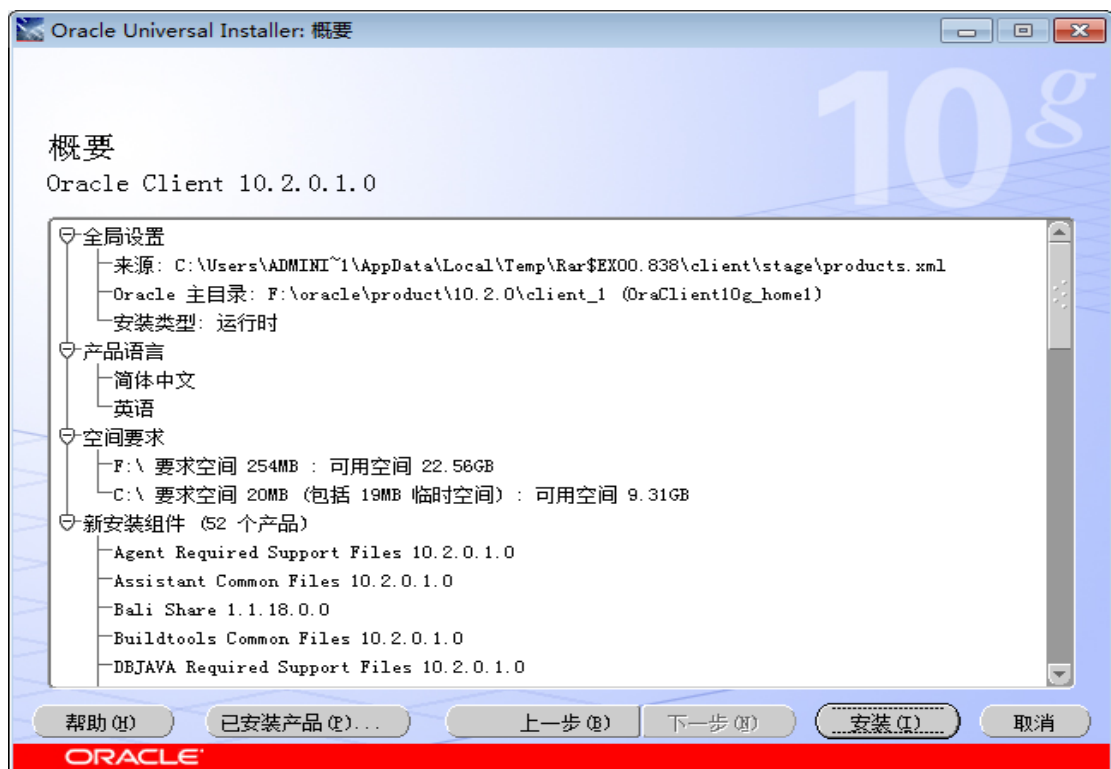 Oracle Universal Installer: 概要
10g
概要
Oracle Client 10.2.0.1.0
全局设置
来源: C:\Users\ADMINI~1\AppData\Local\Temp\Rar$EX00.838\client\stage\products.xml
Oracle 主目录: F:\oracle\product\10.2.0\client_1 (OraClient10g_home1)
安装类型: 运行时
产品语言
简体中文
英语
空间要求
F:\ 要求空间 254MB : 可用空间 22.56GB
C:\ 要求空间 20MB (包括 19MB 临时空间) : 可用空间 9.31GB
新安装组件 (52 个产品)
Agent Required Support Files 10.2.0.1.0
Assistant Common Files 10.2.0.1.0
Bali Share 1.1.18.0.0
Buildtools Common Files 10.2.0.1.0
DBJAVA Required Support Files 10.2.0.1.0
帮助(H) 已安装产品(P)... 上一步(B) 下一步(N) 安装(I) 取消
ORACLE